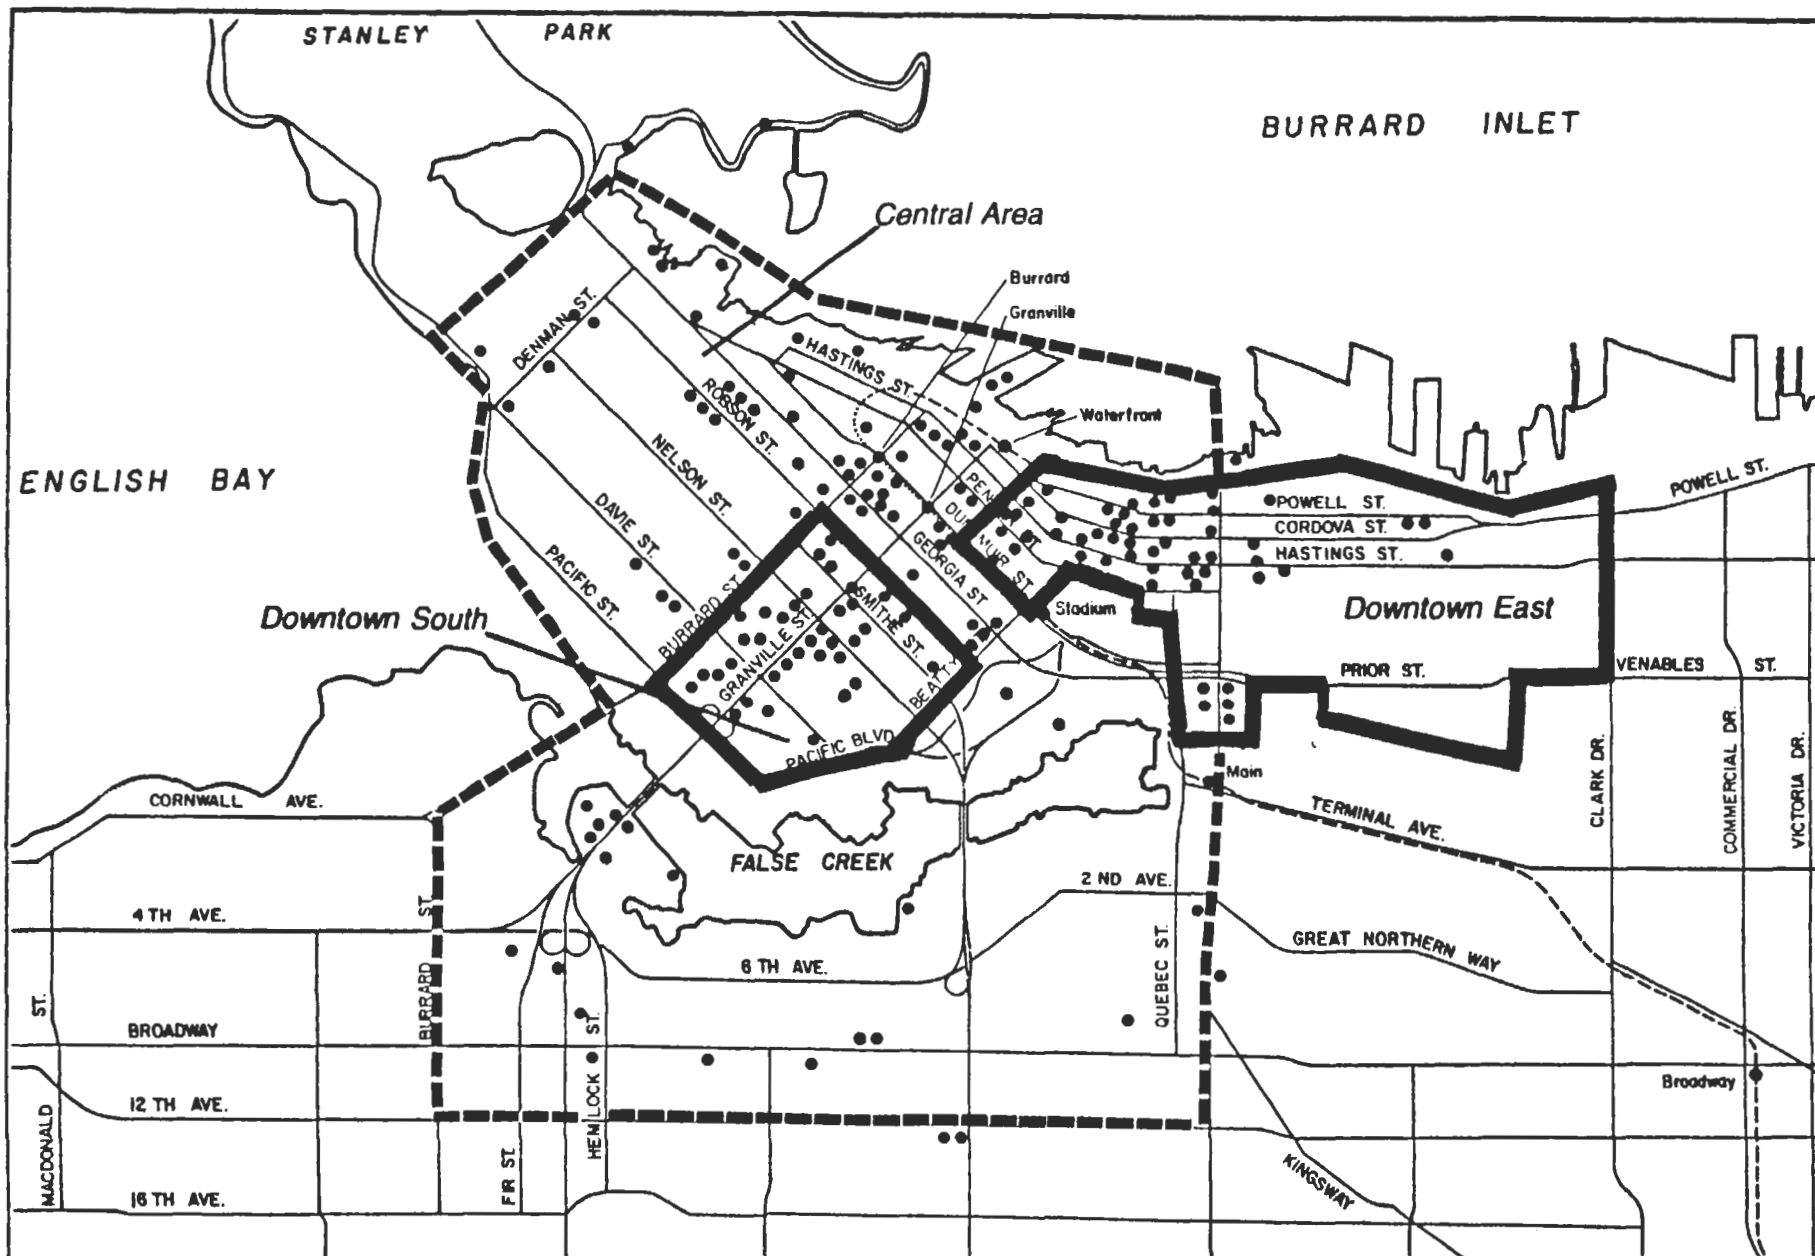 STANLEY PARK
BURRARD INLET
Central Area
Burrard
Granville
DENMAN ST.
HASTINGS ST.
ROBSON ST.
Waterfront
ENGLISH BAY
NELSON ST.
DAVIE ST.
PACIFIC ST.
POWELL ST.
POWELL ST.
CORDOVA ST.
HASTINGS ST.
DUNSMUIR ST.
GEORGIA ST
Downtown South
BURRARD ST.
GRANVILLE ST.
SMITHE ST.
BEATTY
Stadium
Downtown East
PRIOR ST.
VENABLES ST.
PACIFIC BLVD
Main
CORNWALL AVE.
TERMINAL AVE.
CLARK DR.
COMMERCIAL DR.
VICTORIA DR.
FALSE CREEK
2 ND AVE.
4 TH AVE.
BURRARD ST.
6 TH AVE.
QUEBEC ST.
GREAT NORTHERN WAY
BROADWAY
HEMLOCK ST.
Broadway
12 TH AVE.
MACDONALD ST.
FIR ST.
KINGSWAY
16 TH AVE.